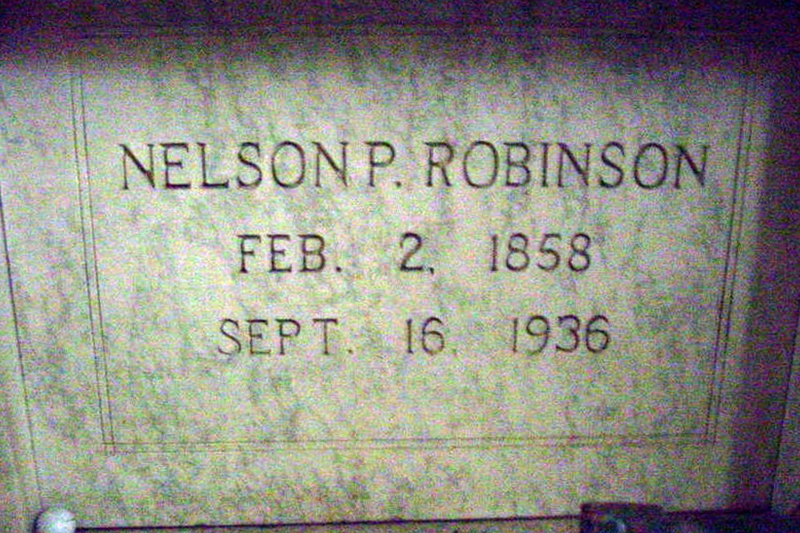 NELSON P. ROBINSON
FEB. 2, 1858
SEPT. 16, 1936